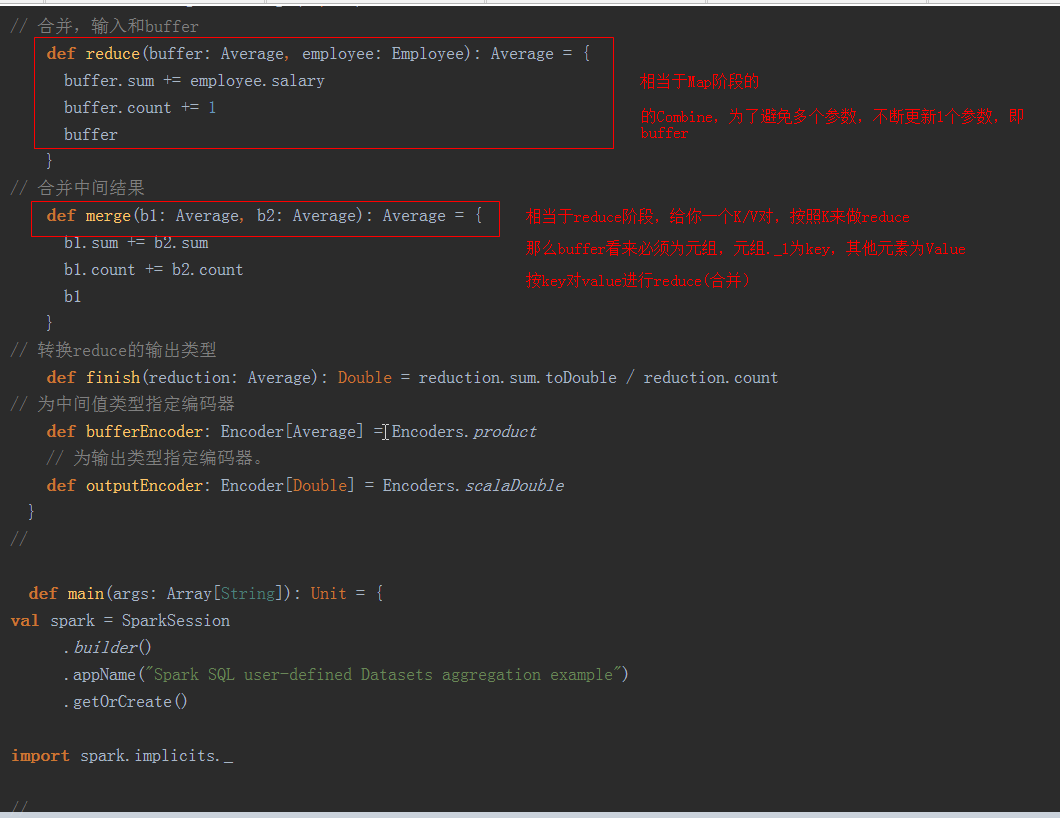 // 合并，输入和buffer
def reduce(buffer: Average, employee: Employee): Average = {
buffer.sum += employee.salary
相当于Map阶段的
buffer.count += 1
的Combine，为了避免多个参数，不断更新1个参数，即
buffer
buffer
}
// 合并中间结果
def merge(b1: Average, b2: Average): Average = {
相当于reduce阶段，给你一个K/V对，按照K来做reduce
b1.sum += b2.sum
那么buffer看来必须为元组，元组._1为key，其他元素为Value
b1.count += b2.count
按key对value进行reduce(合并)
b1
}
// 转换reduce的输出类型
def finish(reduction: Average): Double = reduction.sum.toDouble / reduction.count
// 为中间值类型指定编码器
def bufferEncoder: Encoder[Average] = Encoders.product
// 为输出类型指定编码器。
def outputEncoder: Encoder[Double] = Encoders.scalaDouble
}
//
def main(args: Array[String]): Unit = {
val spark = SparkSession
.builder()
.appName("Spark SQL user-defined Datasets aggregation example")
.getOrCreate()
import spark.implicits._
//